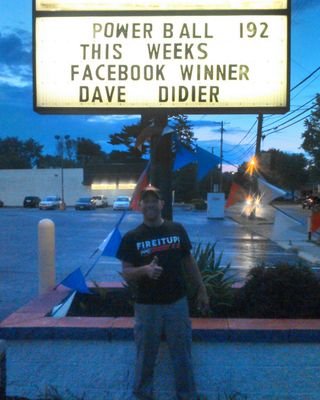 POWER BALL 192
THIS WEEKS
FACEBOOK WINNER
DAVE DIDIER
FIREITUP!